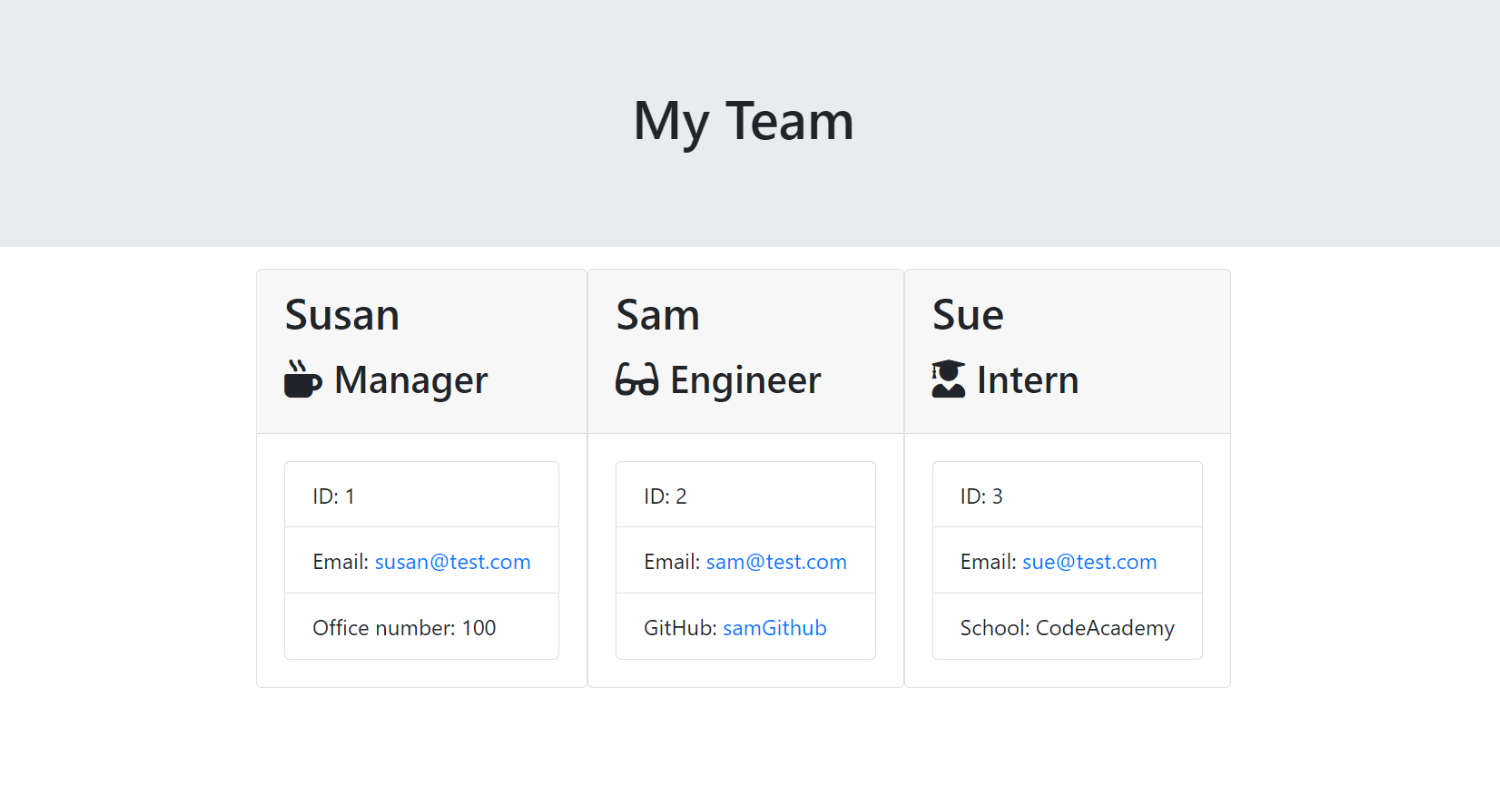 My Team
Susan
Manager
ID: 1
Email: susan@test.com
Office number: 100
Sam
Engineer
ID: 2
Email: sam@test.com
GitHub: samGithub
Sue
Intern
ID: 3
Email: sue@test.com
School: CodeAcademy